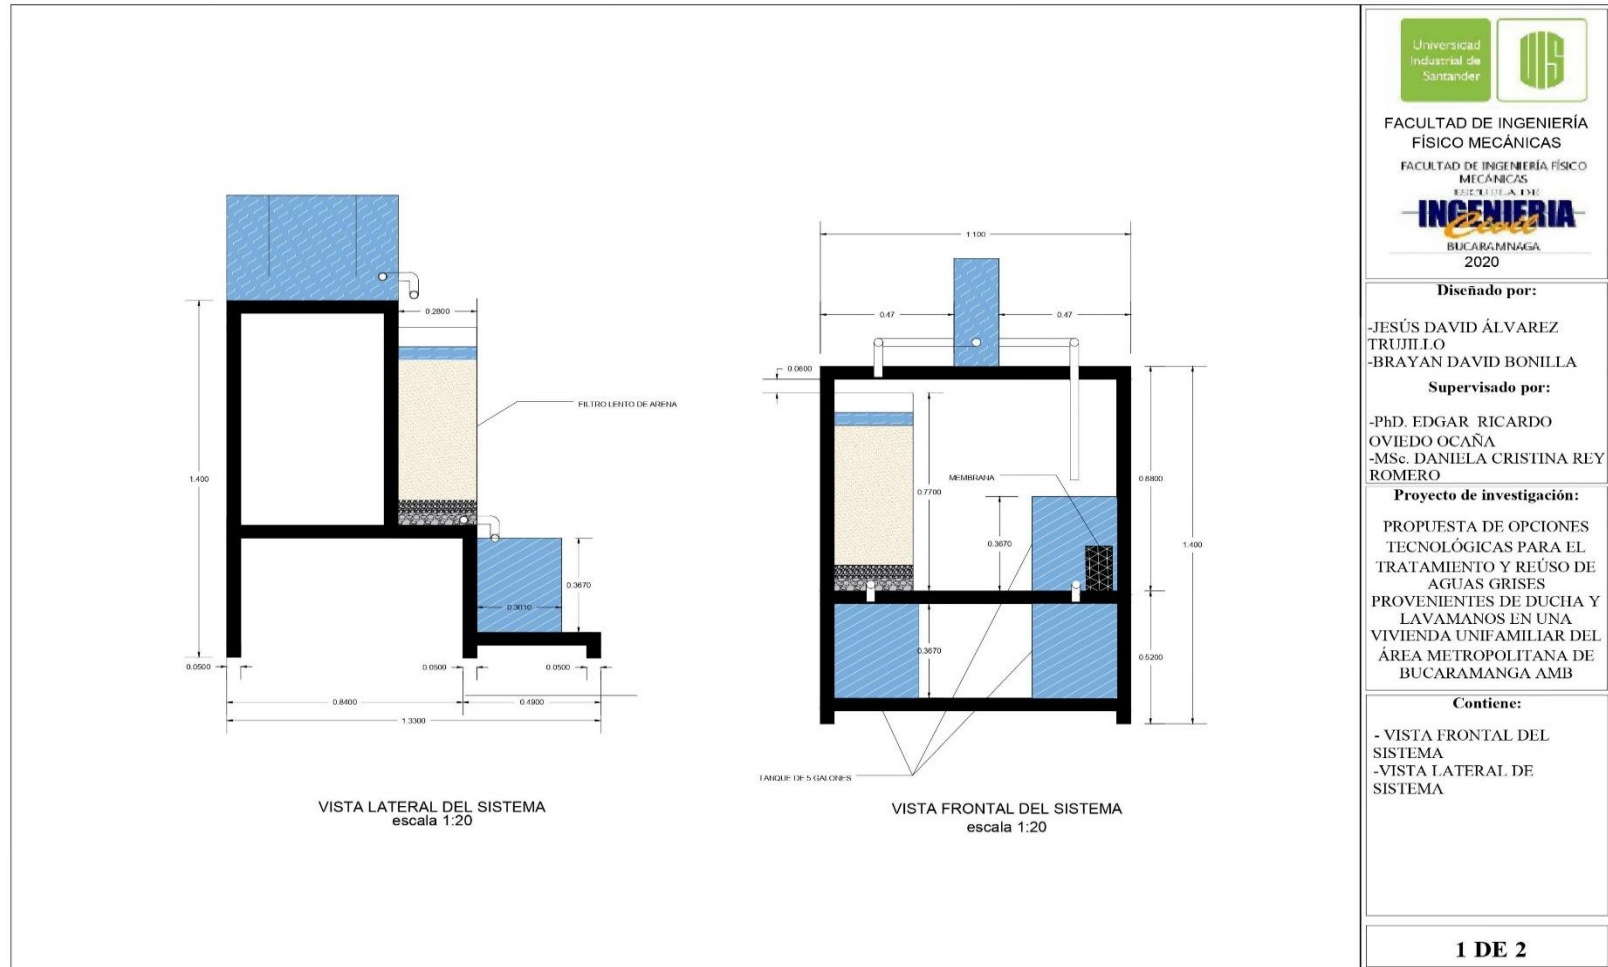 0.2800
FILTRO LENTO DE ARENA
1.400
0.3670
0.3010
0.0500
0.0500
0.0500
0.8400
0.4900
1.3300
VISTA LATERAL DEL SISTEMA
escala 1:20
1.100
0.47
0.47
0.0600
MEMBRANA
0.7700
0.3670
0.8800
1.400
0.3670
0.5200
TANQUE DE 5 GALONES
VISTA FRONTAL DEL SISTEMA
escala 1:20
Universidad
Industrial de
Santander
UIS
FACULTAD DE INGENIERÍA
FÍSICO MECÁNICAS
FACULTAD DE INGENIERÍA FÍSICO
MECÁNICAS
ESCUELA DE
INGENIERIA
Civil
BUCARAMNAGA
2020
Diseñado por:
-JESÚS DAVID ÁLVAREZ
TRUJILLO
-BRAYAN DAVID BONILLA
Supervisado por:
-PhD. EDGAR RICARDO
OVIEDO OCAÑA
-MSc. DANIELA CRISTINA REY
ROMERO
Proyecto de investigación:
PROPUESTA DE OPCIONES
TECNOLÓGICAS PARA EL
TRATAMIENTO Y REÚSO DE
AGUAS GRISES
PROVENIENTES DE DUCHA Y
LAVAMANOS EN UNA
VIVIENDA UNIFAMILIAR DEL
ÁREA METROPOLITANA DE
BUCARAMANGA AMB
Contiene:
- VISTA FRONTAL DEL
SISTEMA
-VISTA LATERAL DE
SISTEMA
1 DE 2